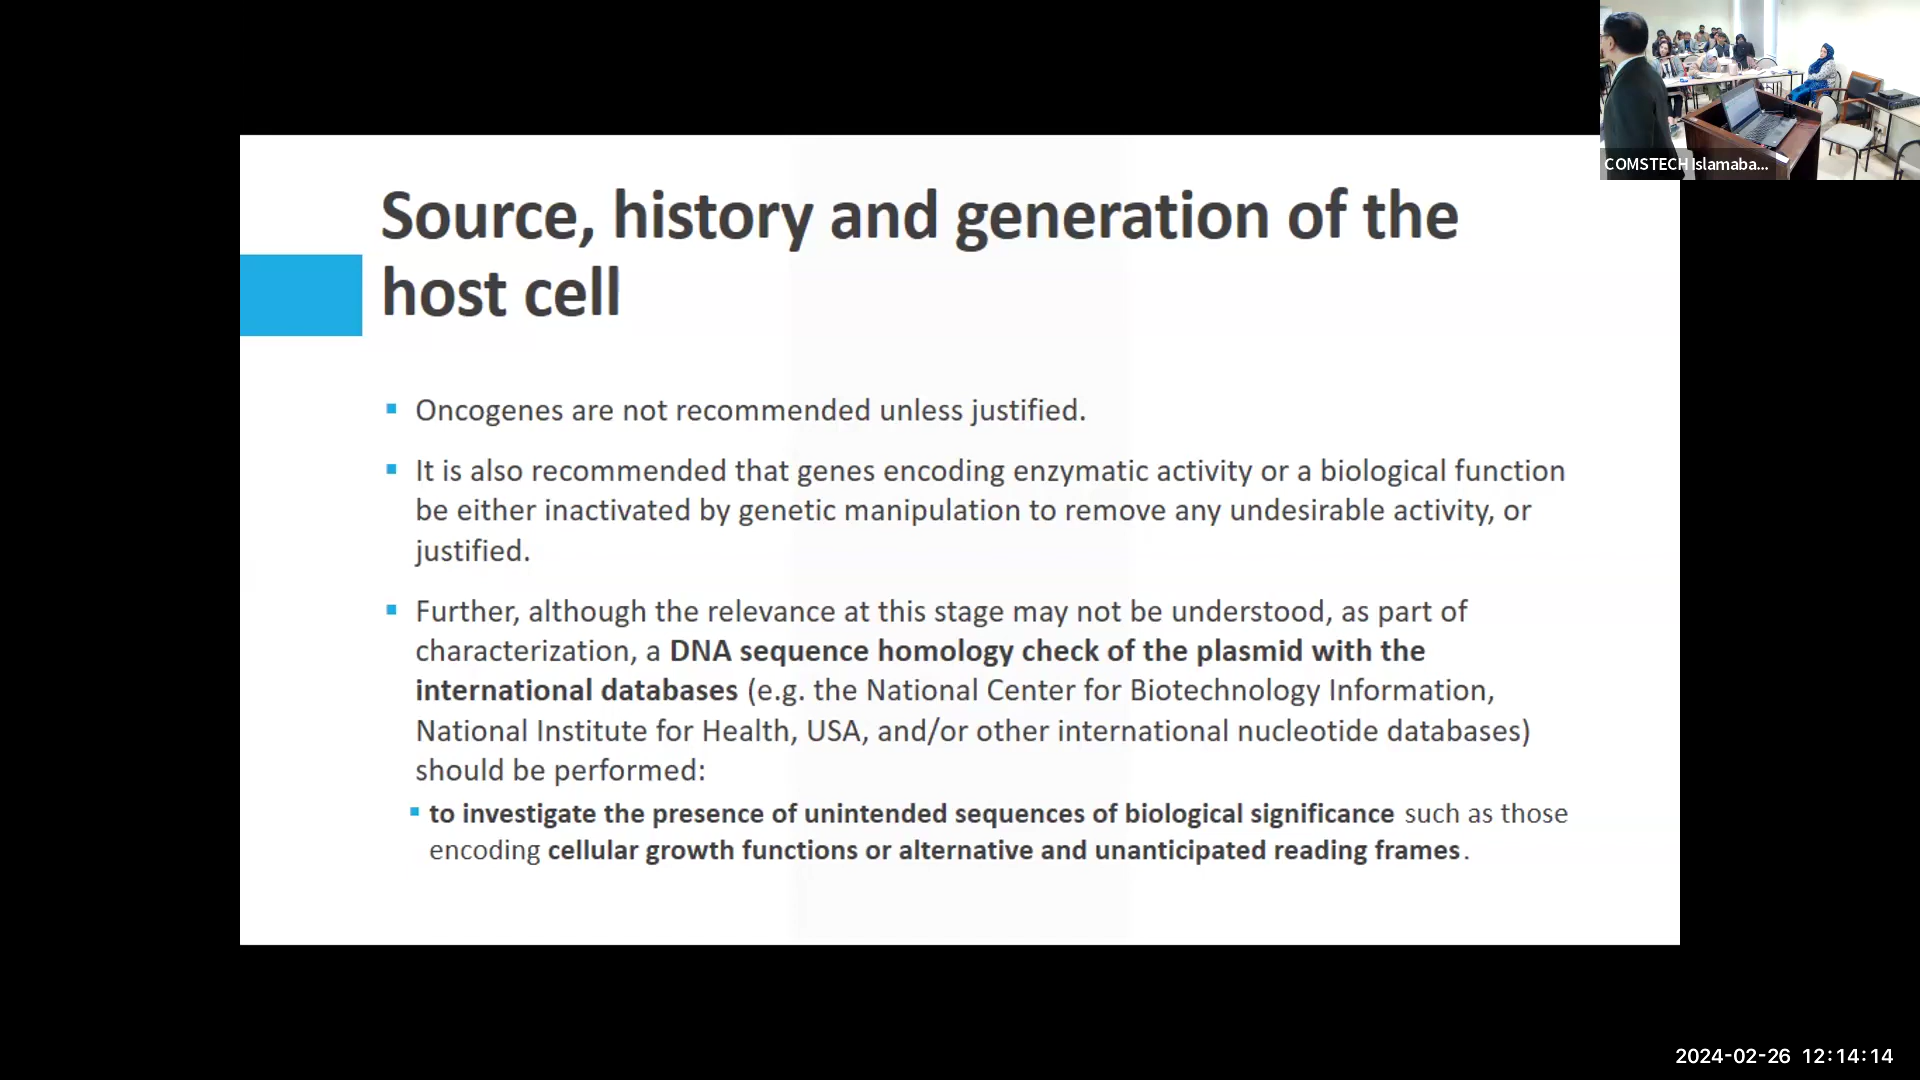 COMSTECH Islamaba...
Source, history and generation of the
host cell
Oncogenes are not recommended unless justified.
It is also recommended that genes encoding enzymatic activity or a biological function
be either inactivated by genetic manipulation to remove any undesirable activity, or
justified.
Further, although the relevance at this stage may not be understood, as part of
characterization, a DNA sequence homology check of the plasmid with the
international databases (e.g. the National Center for Biotechnology Information,
National Institute for Health, USA, and/or other international nucleotide databases)
should be performed:
to investigate the presence of unintended sequences of biological significance such as those
encoding cellular growth functions or alternative and unanticipated reading frames.
2024-02-26 12:14:14